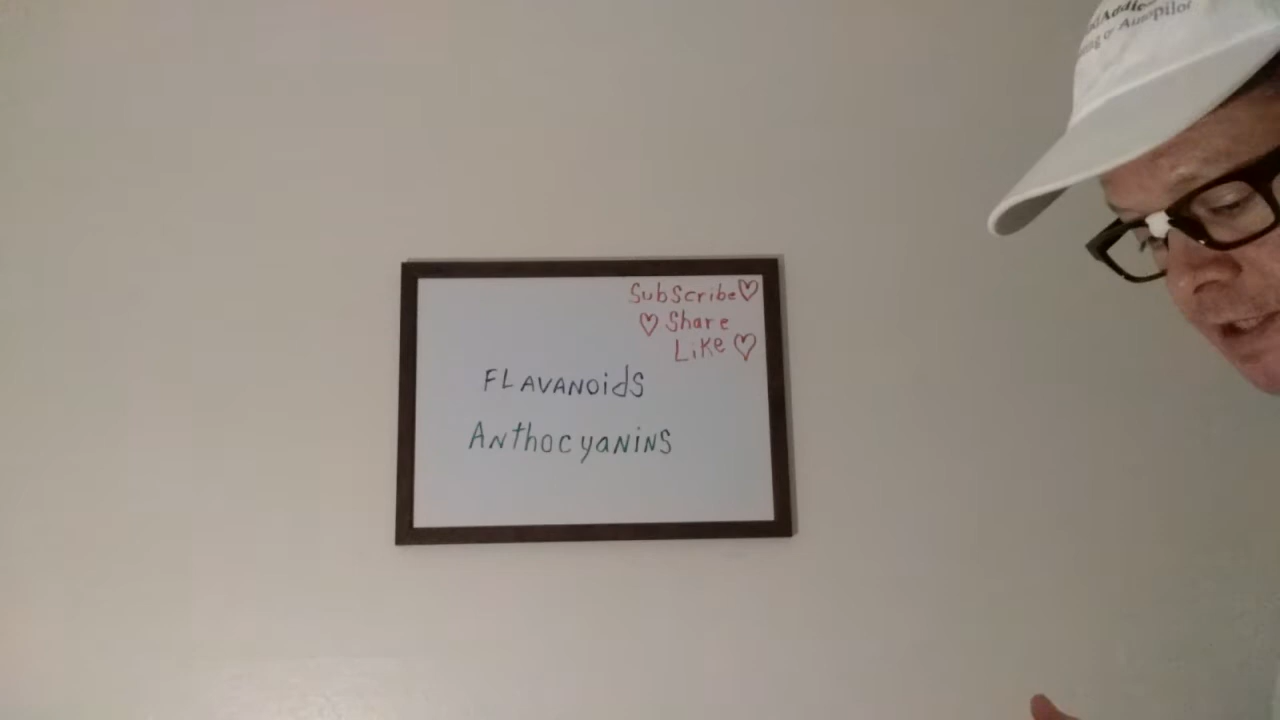 Subscribe♡
♡ Share
Like ♡
FLAVANOidS
ANthocyANiNS